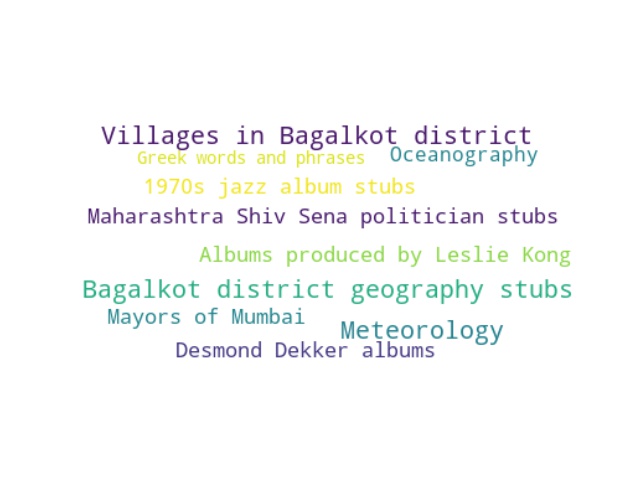 Villages in Bagalkot district
Greek words and phrases
Oceanography
1970s jazz album stubs
Maharashtra Shiv Sena politician stubs
Albums produced by Leslie Kong
Bagalkot district geography stubs
Mayors of Mumbai
Meteorology
Desmond Dekker albums